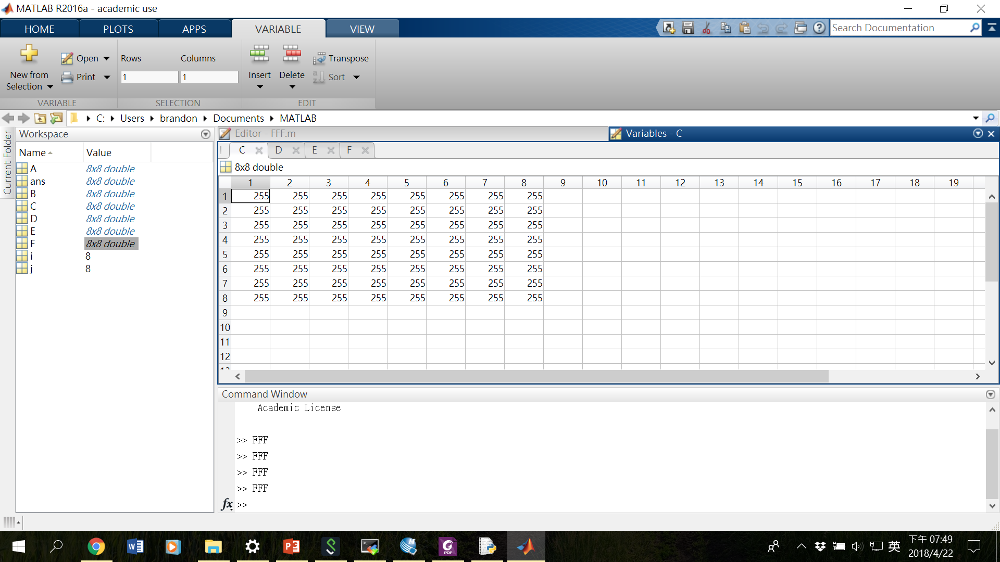 MATLAB R2016a - academic use
HOME PLOTS APPS VARIABLE VIEW
Search Documentation
New from Selection
Open
Print
Rows Columns
1 1
Insert
Delete
Transpose
Sort
VARIABLE SELECTION EDIT
C: Users brandon Documents MATLAB
Current Folder
Workspace
Name Value
A 8x8 double
ans 8x8 double
B 8x8 double
C 8x8 double
D 8x8 double
E 8x8 double
F 8x8 double
i 8
j 8
Editor - FFF.m
Variables - C
C D E F
8x8 double
1 2 3 4 5 6 7 8 9 10 11 12 13 14 15 16 17 18 19
1 255 255 255 255 255 255 255 255
2 255 255 255 255 255 255 255 255
3 255 255 255 255 255 255 255 255
4 255 255 255 255 255 255 255 255
5 255 255 255 255 255 255 255 255
6 255 255 255 255 255 255 255 255
7 255 255 255 255 255 255 255 255
8 255 255 255 255 255 255 255 255
9
10
11
12
Command Window
Academic License
>> FFF
>> FFF
>> FFF
>> FFF
fx >>
英
下午 07:49
2018/4/22